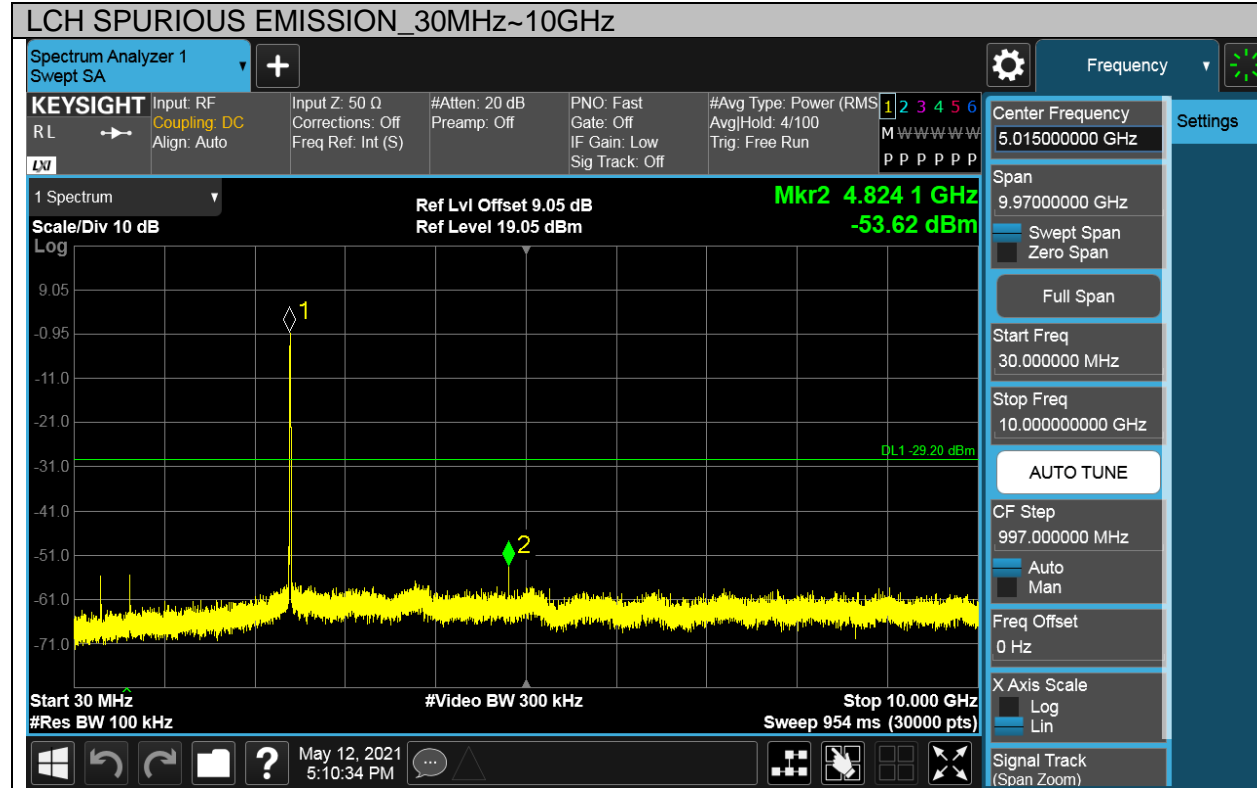 LCH SPURIOUS EMISSION_30MHz~10GHz
Spectrum Analyzer 1
Swept SA
+
Frequency
KEYSIGHT
RL
LXI
Input: RF
Coupling: DC
Align: Auto
Input Z: 50 Ω
Corrections: Off
Freq Ref: Int (S)
#Atten: 20 dB
Preamp: Off
PNO: Fast
Gate: Off
IF Gain: Low
Sig Track: Off
#Avg Type: Power (RMS
Avg|Hold: 4/100
Trig: Free Run
1 2 3 4 5 6
M W W W W W
P P P P P P
1 Spectrum
Scale/Div 10 dB
Ref Lvl Offset 9.05 dB
Ref Level 19.05 dBm
Mkr2 4.824 1 GHz
-53.62 dBm
Log
9.05
-0.95
-11.0
-21.0
-31.0
-41.0
-51.0
-61.0
-71.0
1
DL1 -29.20 dBm
2
Start 30 MHz
#Res BW 100 kHz
#Video BW 300 kHz
Stop 10.000 GHz
Sweep 954 ms (30000 pts)
Center Frequency
5.015000000 GHz
Settings
Span
9.97000000 GHz
Swept Span
Zero Span
Full Span
Start Freq
30.000000 MHz
Stop Freq
10.000000000 GHz
AUTO TUNE
CF Step
997.000000 MHz
Auto
Man
Freq Offset
0 Hz
X Axis Scale
Log
Lin
Signal Track
(Span Zoom)
?
May 12, 2021
5:10:34 PM